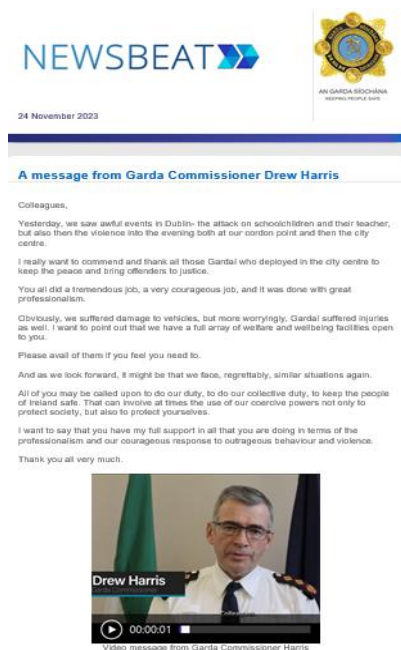 NEWSBEAT
AN GARDA SÍOCHÁNA
KEEPING PEOPLE SAFE
24 November 2023
A message from Garda Commissioner Drew Harris
Colleagues,
Yesterday, we saw awful events in Dublin- the attack on schoolchildren and their teacher,
but also then the violence into the evening both at our cordon point and then the city
centre.
I really want to commend and thank all those Gardaí who deployed in the city centre to
keep the peace and bring offenders to justice.
You all did a tremendous job, a very courageous job, and it was done with great
professionalism.
Obviously, we suffered damage to vehicles, but more worryingly, Gardaí suffered injuries
as well. I want to point out that we have a full array of welfare and wellbeing facilities open
to you.
Please avail of them if you feel you need to.
And as we look forward, it might be that we face, regrettably, similar situations again.
All of you may be called upon to do our duty, to do our collective duty, to keep the people
of Ireland safe. That can involve at times the use of our coercive powers not only to
protect society, but also to protect yourselves.
I want to say that you have my full support in all that you are doing in terms of the
professionalism and our courageous response to outrageous behaviour and violence.
Thank you all very much.
Drew Harris
Garda Commissioner
Colleagues
00:00:01
Video message from Garda Commissioner Harris